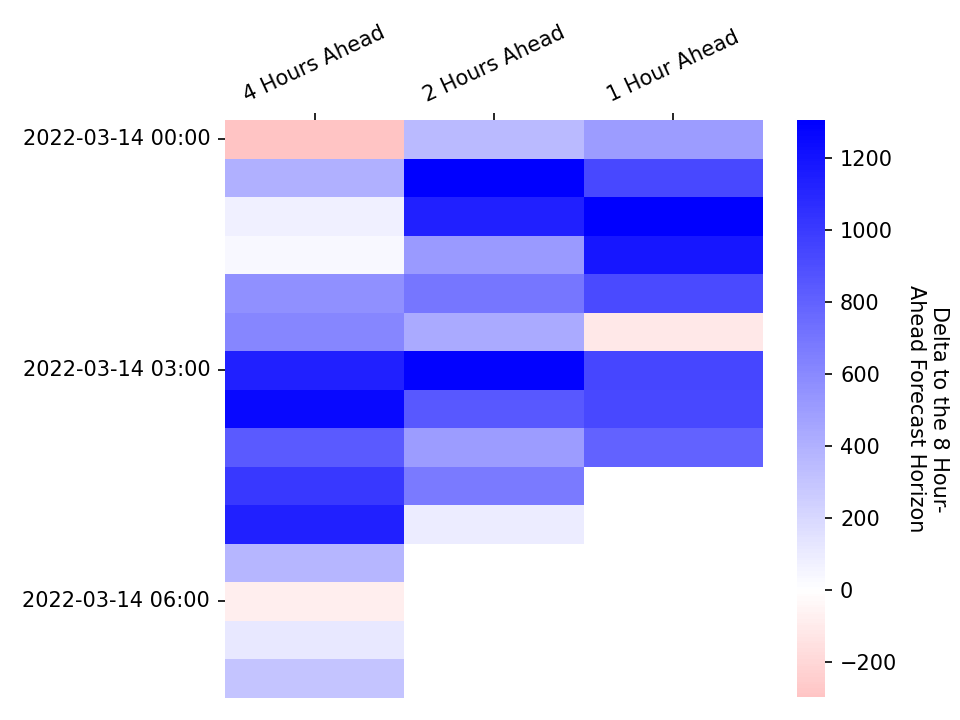 4 Hours Ahead
2 Hours Ahead
1 Hour Ahead
2022-03-14 00:00
2022-03-14 03:00
2022-03-14 06:00
1200
1000
800
600
400
200
0
−200
Delta to the 8 Hour-
Ahead Forecast Horizon